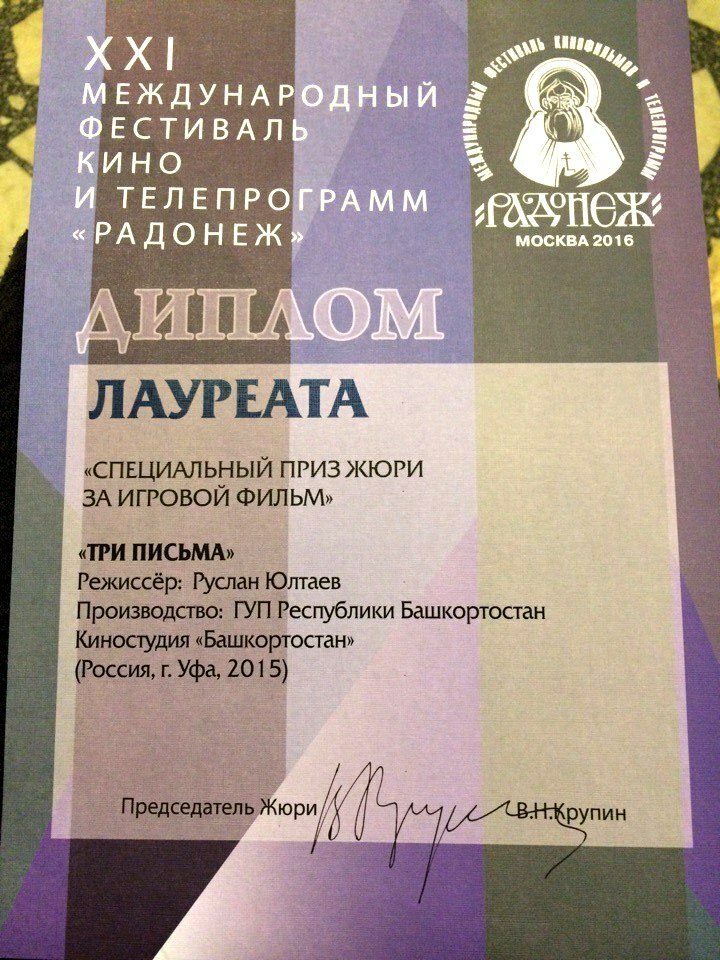 XXI
МЕЖДУНАРОДНЫЙ
ФЕСТИВАЛЬ
КИНО
И ТЕЛЕПРОГРАММ
«РАДОНЕЖ»
МЕЖДУНАРОДНЫЙ ФЕСТИВАЛЬ КИНОФИЛЬМОВ И ТЕЛЕПРОГРАММ
РАДОНЕЖ
МОСКВА 2016
ДИПЛОМ
ЛАУРЕАТА
«СПЕЦИАЛЬНЫЙ ПРИЗ ЖЮРИ
ЗА ИГРОВОЙ ФИЛЬМ»
«ТРИ ПИСЬМА»
Режиссёр: Руслан Юлтаев
Производство: ГУП Республики Башкортостан
Киностудия «Башкортостан»
(Россия, г. Уфа, 2015)
Председатель Жюри В.Н.Крупин